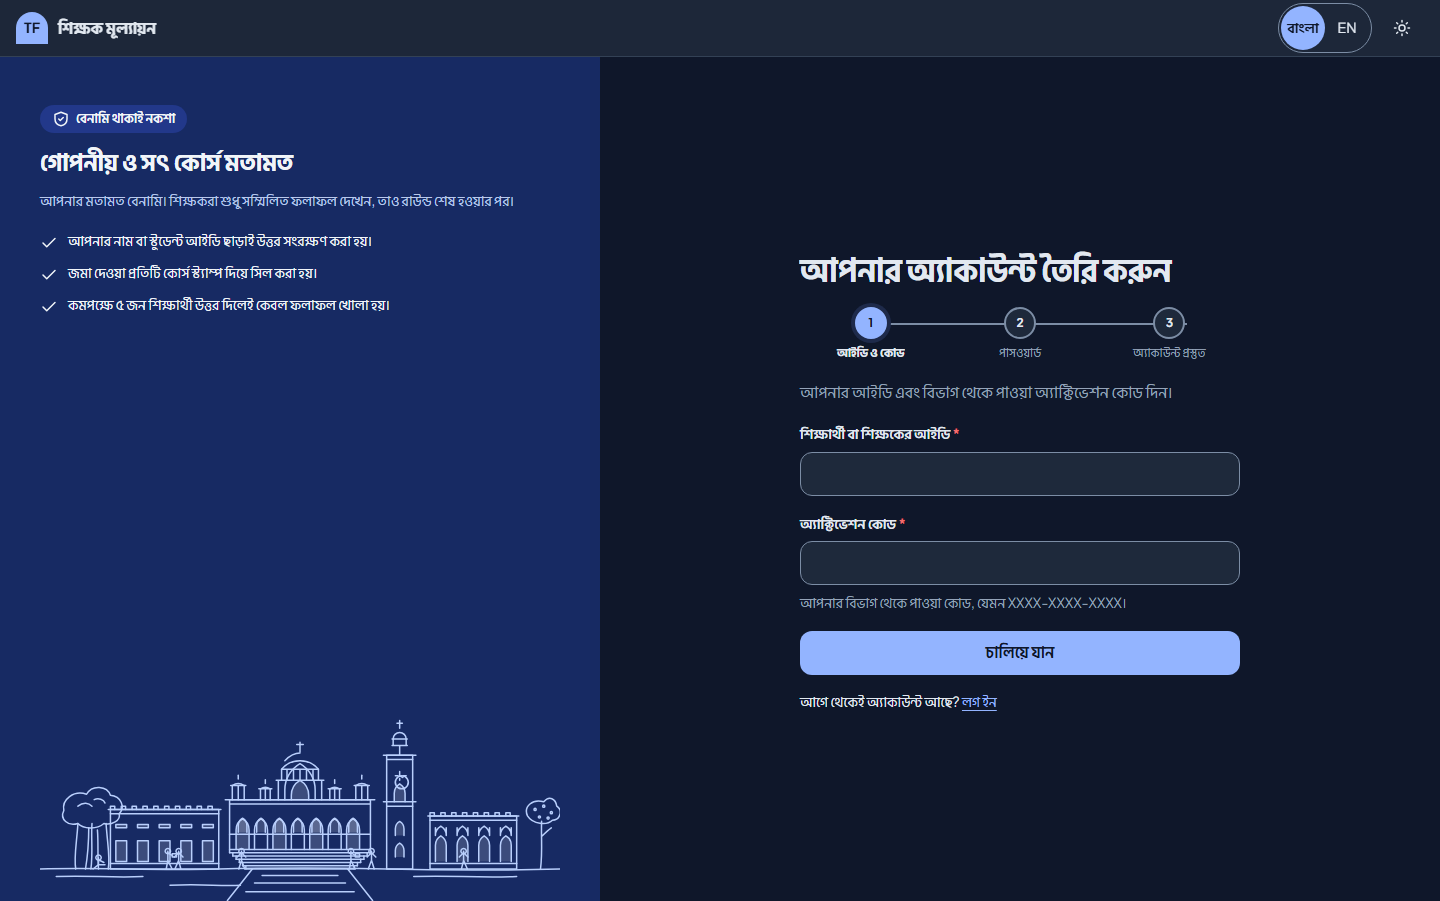 TF শিক্ষক মূল্যায়ন
বাংলা EN
বেনামি থাকাই নকশা
গোপনীয় ও সৎ কোর্স মতামত
আপনার মতামত বেনামি। শিক্ষকরা শুধু সম্মিলিত ফলাফল দেখেন, তাও রাউন্ড শেষ হওয়ার পর।
আপনার নাম বা স্টুডেন্ট আইডি ছাড়াই উত্তর সংরক্ষণ করা হয়।
জমা দেওয়া প্রতিটি কোর্স স্ট্যাম্প দিয়ে সিল করা হয়।
কমপক্ষে ৫ জন শিক্ষার্থী উত্তর দিলেই কেবল ফলাফল খোলা হয়।
আপনার অ্যাকাউন্ট তৈরি করুন
1 2 3
আইডি ও কোড পাসওয়ার্ড অ্যাকাউন্ট প্রস্তুত
আপনার আইডি এবং বিভাগ থেকে পাওয়া অ্যাক্টিভেশন কোড দিন।
শিক্ষার্থী বা শিক্ষকের আইডি *
অ্যাক্টিভেশন কোড *
আপনার বিভাগ থেকে পাওয়া কোড, যেমন XXXX-XXXX-XXXX।
চালিয়ে যান
আগে থেকেই অ্যাকাউন্ট আছে? লগ ইন